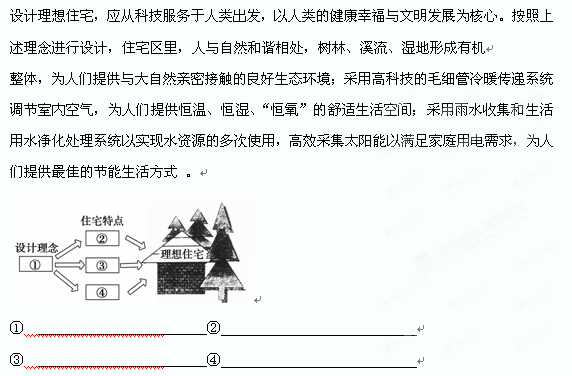 设计理想住宅，应从科技服务于人类出发，以人类的健康幸福与文明发展为核心。按照上
述理念进行设计，住宅区里，人与自然和谐相处，树林、溪流、湿地形成有机
整体，为人们提供与大自然亲密接触的良好生态环境；采用高科技的毛细管冷暖传递系统
调节室内空气，为人们提供恒温、恒湿、“恒氧”的舒适生活空间；采用雨水收集和生活
用水净化处理系统以实现水资源的多次使用，高效采集太阳能以满足家庭用电需求，为人
们提供最佳的节能生活方式 。
住宅特点
设计理念
②
①
③
理想住宅
④
①________________②________________
③________________④________________